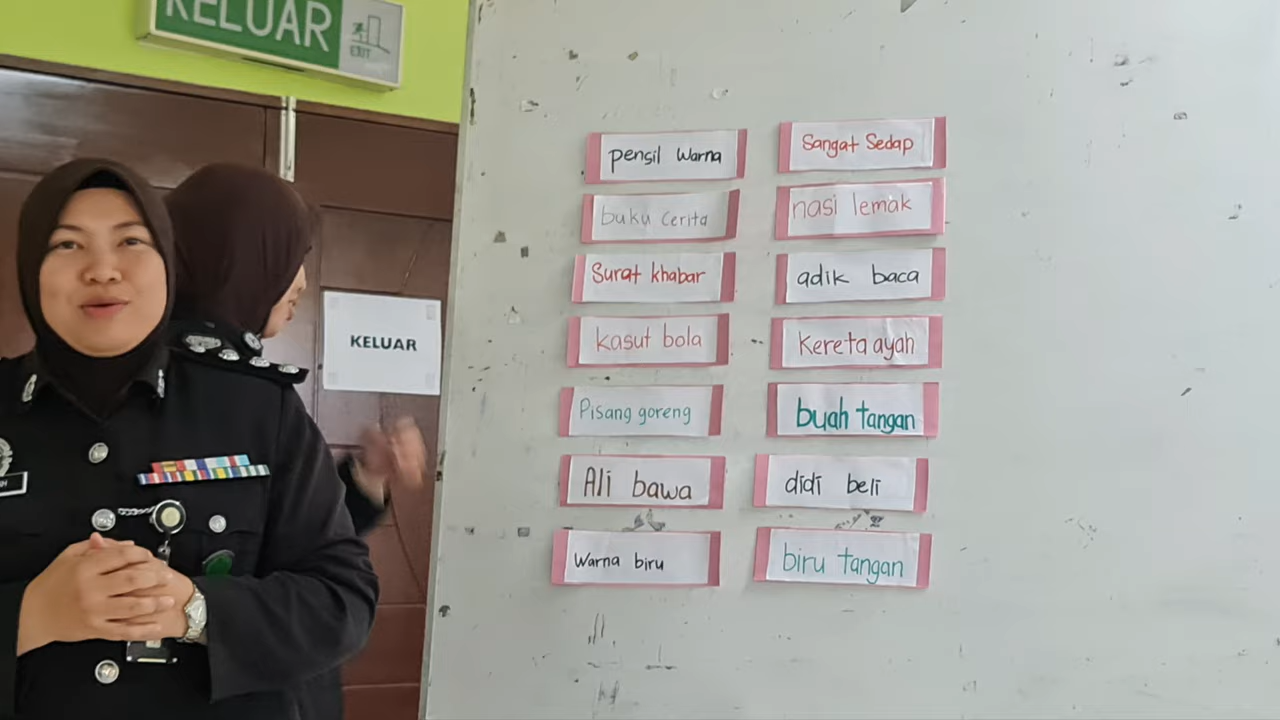 KELUAR
EXIT
KELUAR
pensil Warna
buku Cerita
Surat khabar
kasut bola
Pisang goreng
Ali bawa
Warna biru
Sangat Sedap
nasi lemak
adik baca
Kereta ayah
buah tangan
didi beli
biru tangan